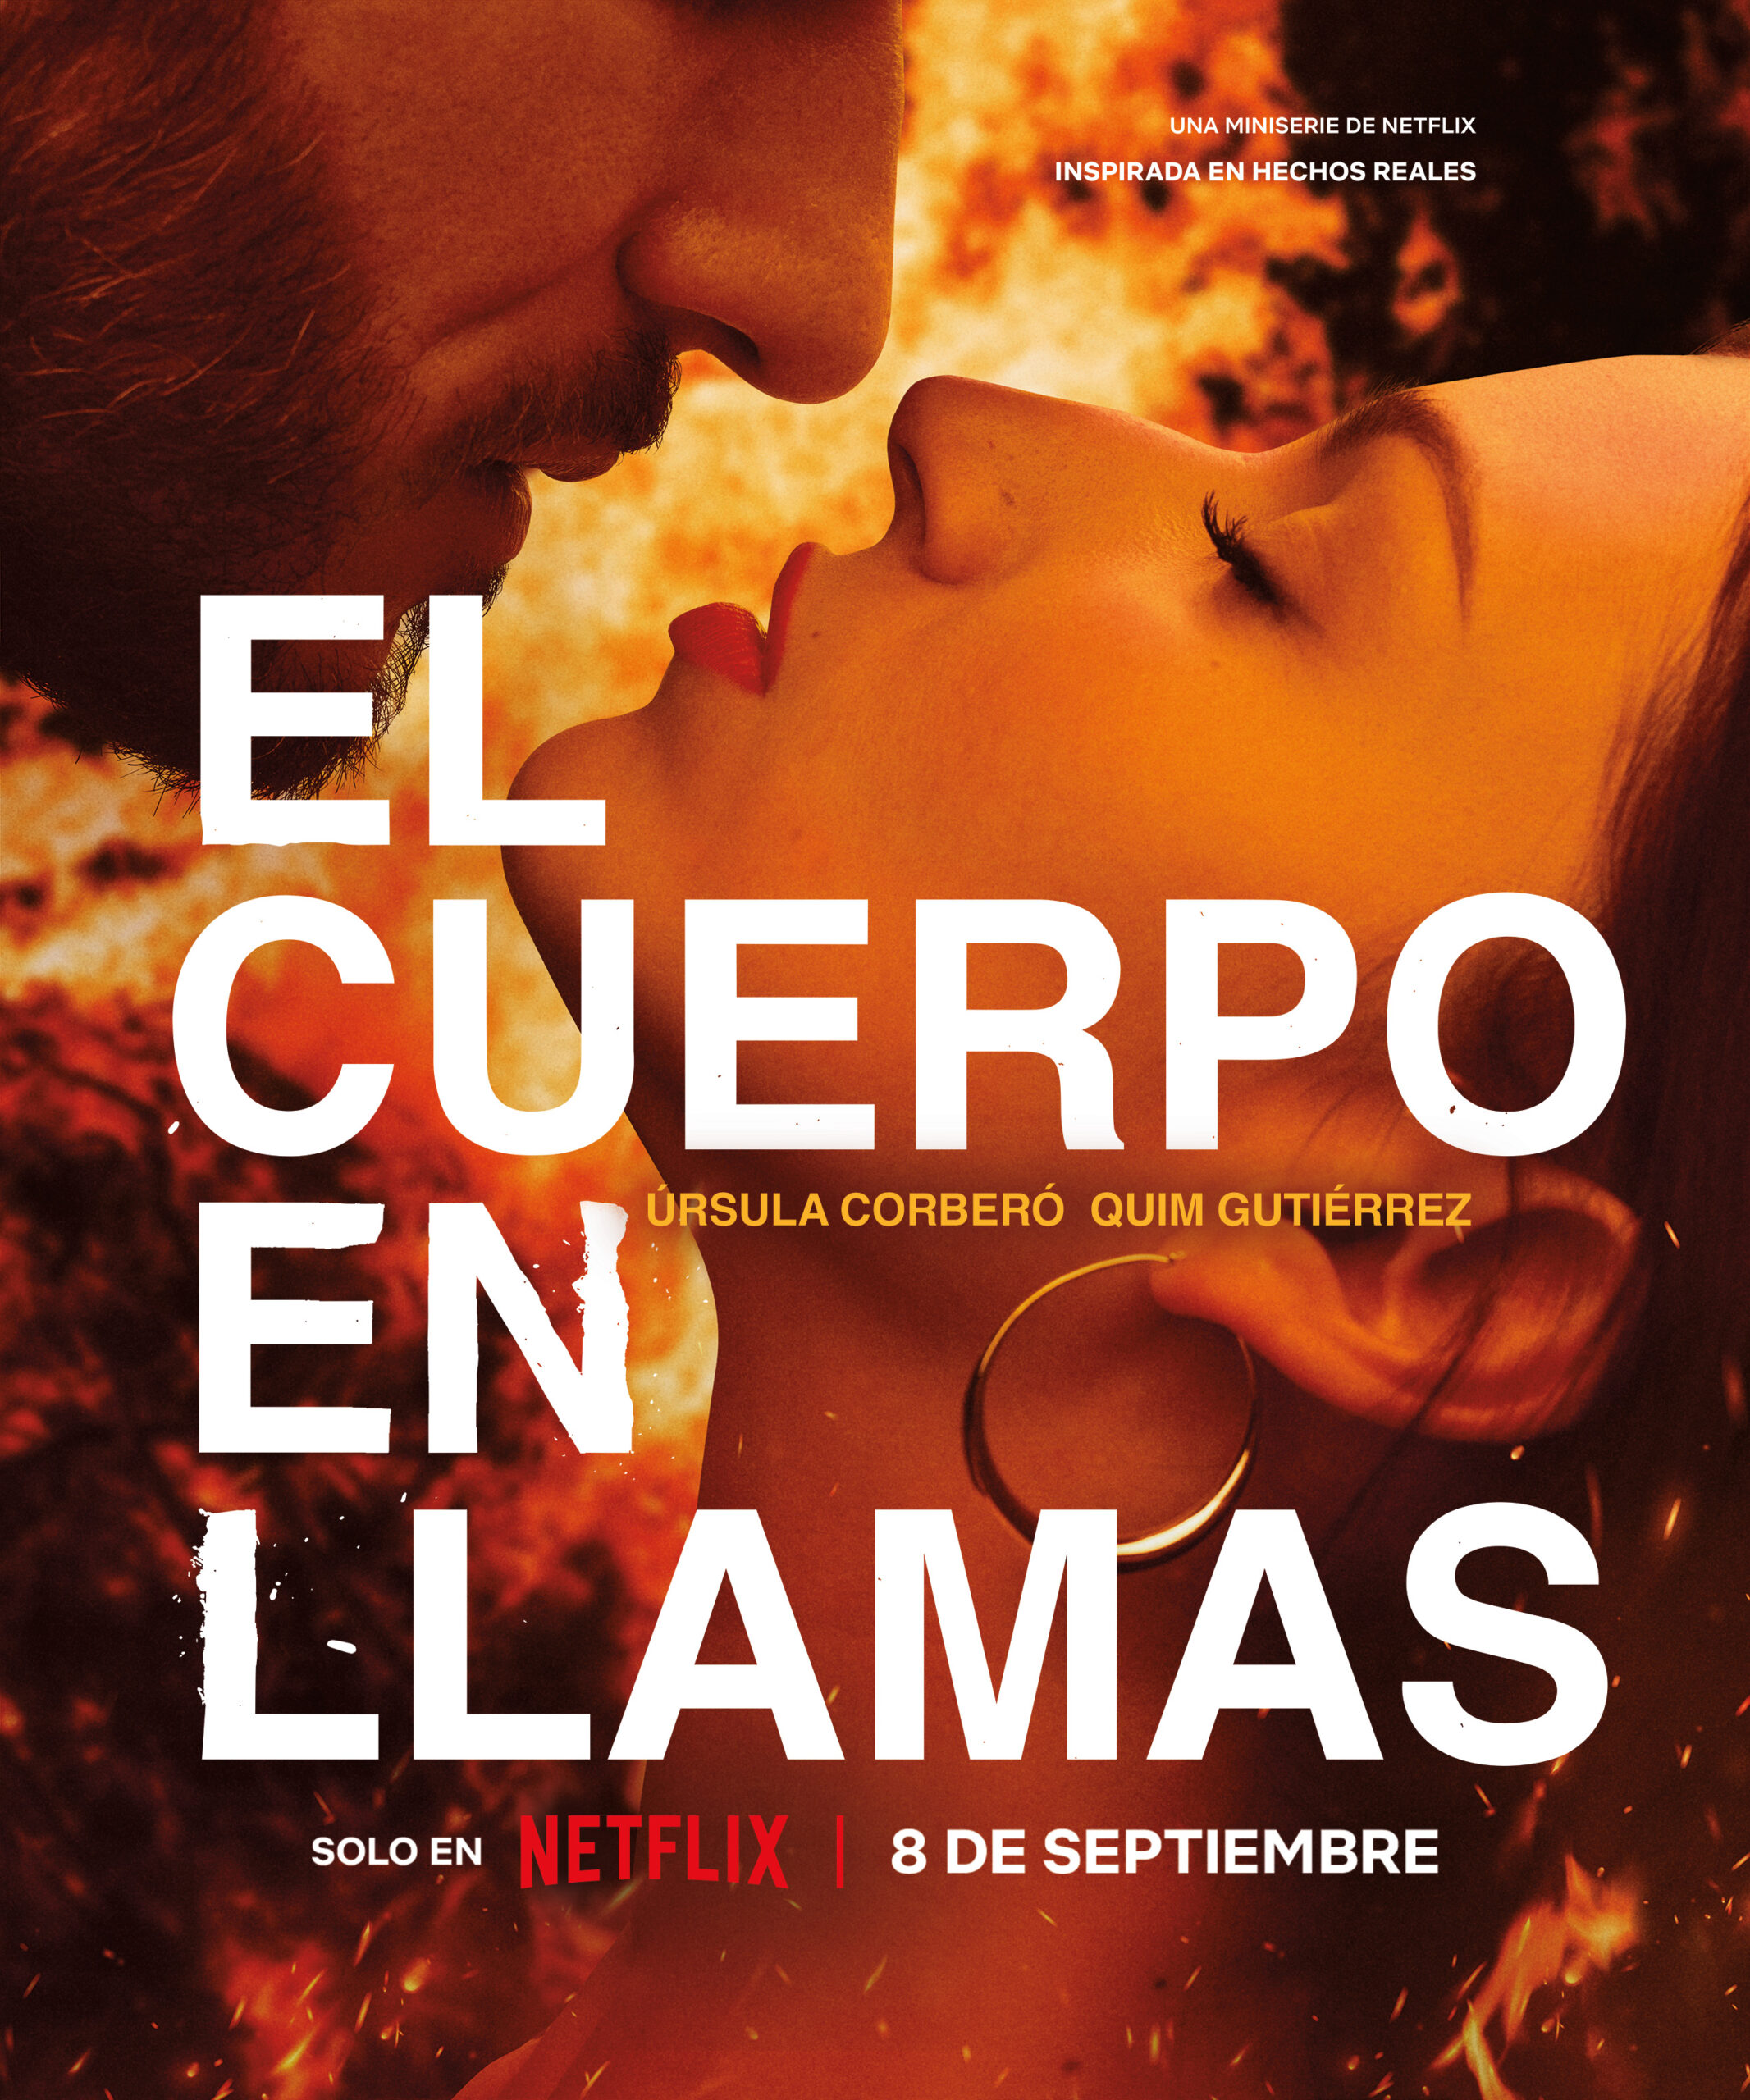 UNA MINISERIE DE NETFLIX
INSPIRADA EN HECHOS REALES
EL
CUERPO
ÚRSULA CORBERÓ QUIM GUTIÉRREZ
EN
LLAMAS
SOLO EN NETFLIX | 8 DE SEPTIEMBRE